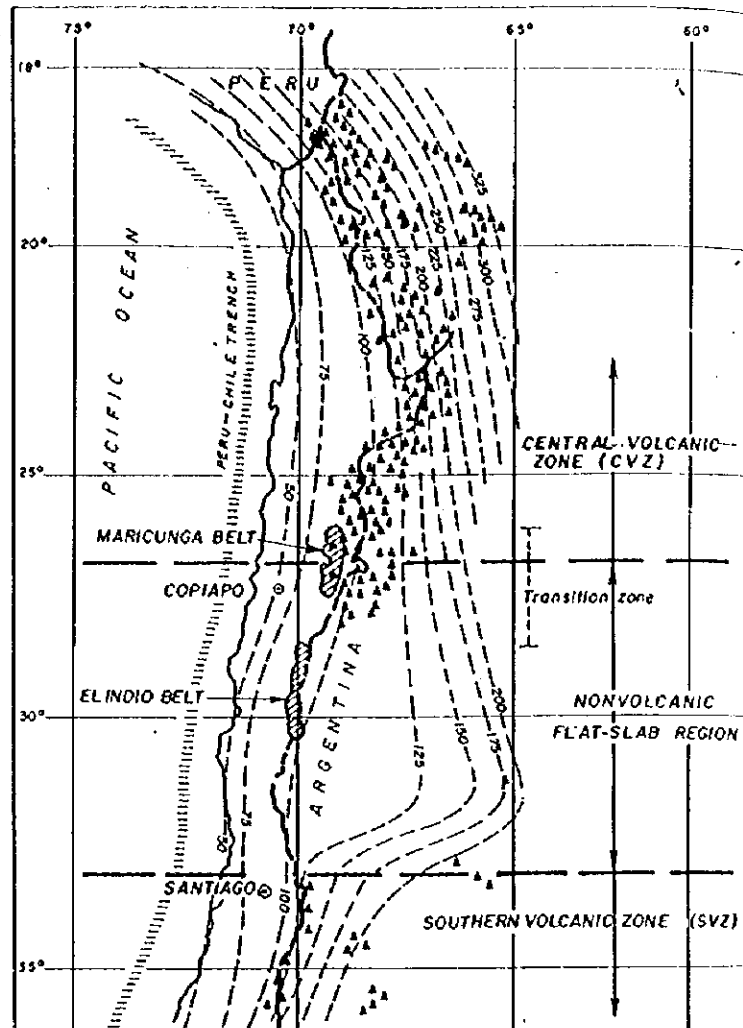 75° 70° 65° 60°
18°
PERU
PACIFIC OCEAN
PERU-CHILE TRENCH
325
300
275
250
225
200
175
150
125
100
75
50
20°
CENTRAL VOLCANIC
ZONE (CVZ)
25°
MARICUNGA BELT
COPIAPO
Transition zone
EL INDIO BELT
ARGENTINA
NONVOLCANIC
FLAT-SLAB REGION
30°
200
175
150
125
75
50
100
SANTIAGO
SOUTHERN VOLCANIC ZONE (SVZ)
35°